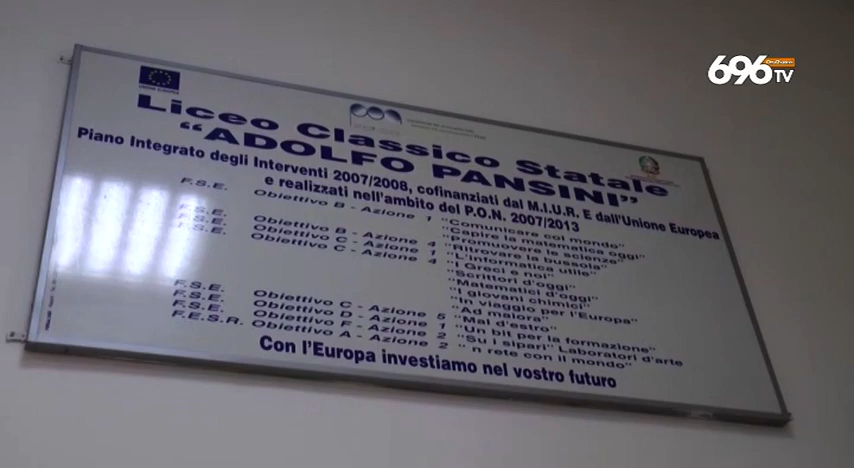 696 TV
UNIONE EUROPEA
pon
Liceo Classico Statale
"ADOLFO PANSINI"
Piano Integrato degli Interventi 2007/2008, cofinanziati dal M.I.U.R. E dall'Unione Europea
e realizzati nell'ambito del P.O.N. 2007/2013
F.S.E. Obiettivo B - Azione 1 "Comunicare col mondo"
"Capire la matematica oggi"
"Promuovere le scienze"
F.S.E. Obiettivo B - Azione 4 "Ritrovare la bussola"
F.S.E. Obiettivo C - Azione 1 "L'informatica utile"
F.S.E. Obiettivo C - Azione 4 "I Greci e noi"
"Scrittori d'oggi"
"Matematici d'oggi"
"I giovani chimici"
"In viaggio per l'Europa"
F.S.E. Obiettivo C - Azione 5 "Ad maiora"
F.S.E. Obiettivo D - Azione 1 "Mal d'estro"
"Un bit per la formazione"
F.S.E. Obiettivo F - Azione 2 "Su i sipari" Laboratori d'arte
F.E.S.R. Obiettivo A - Azione 2 "n rete con il mondo"
Con l'Europa investiamo nel vostro futuro